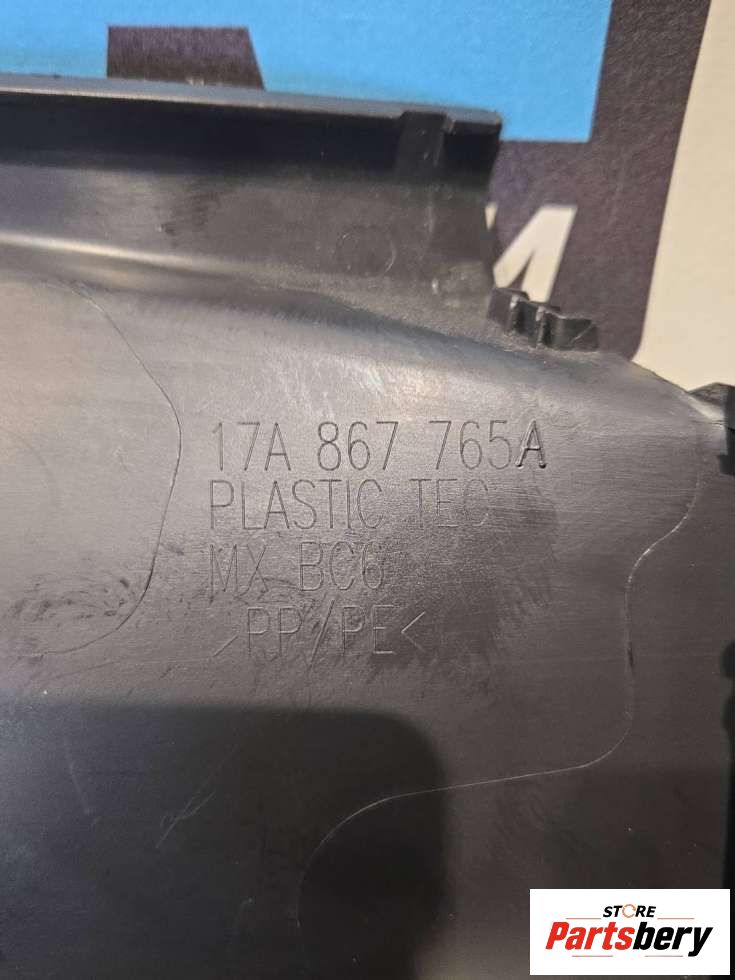 M
17A 867 765A
PLASTIC TEC
MX BC6
>PP/PE<
STORE
Partsbery